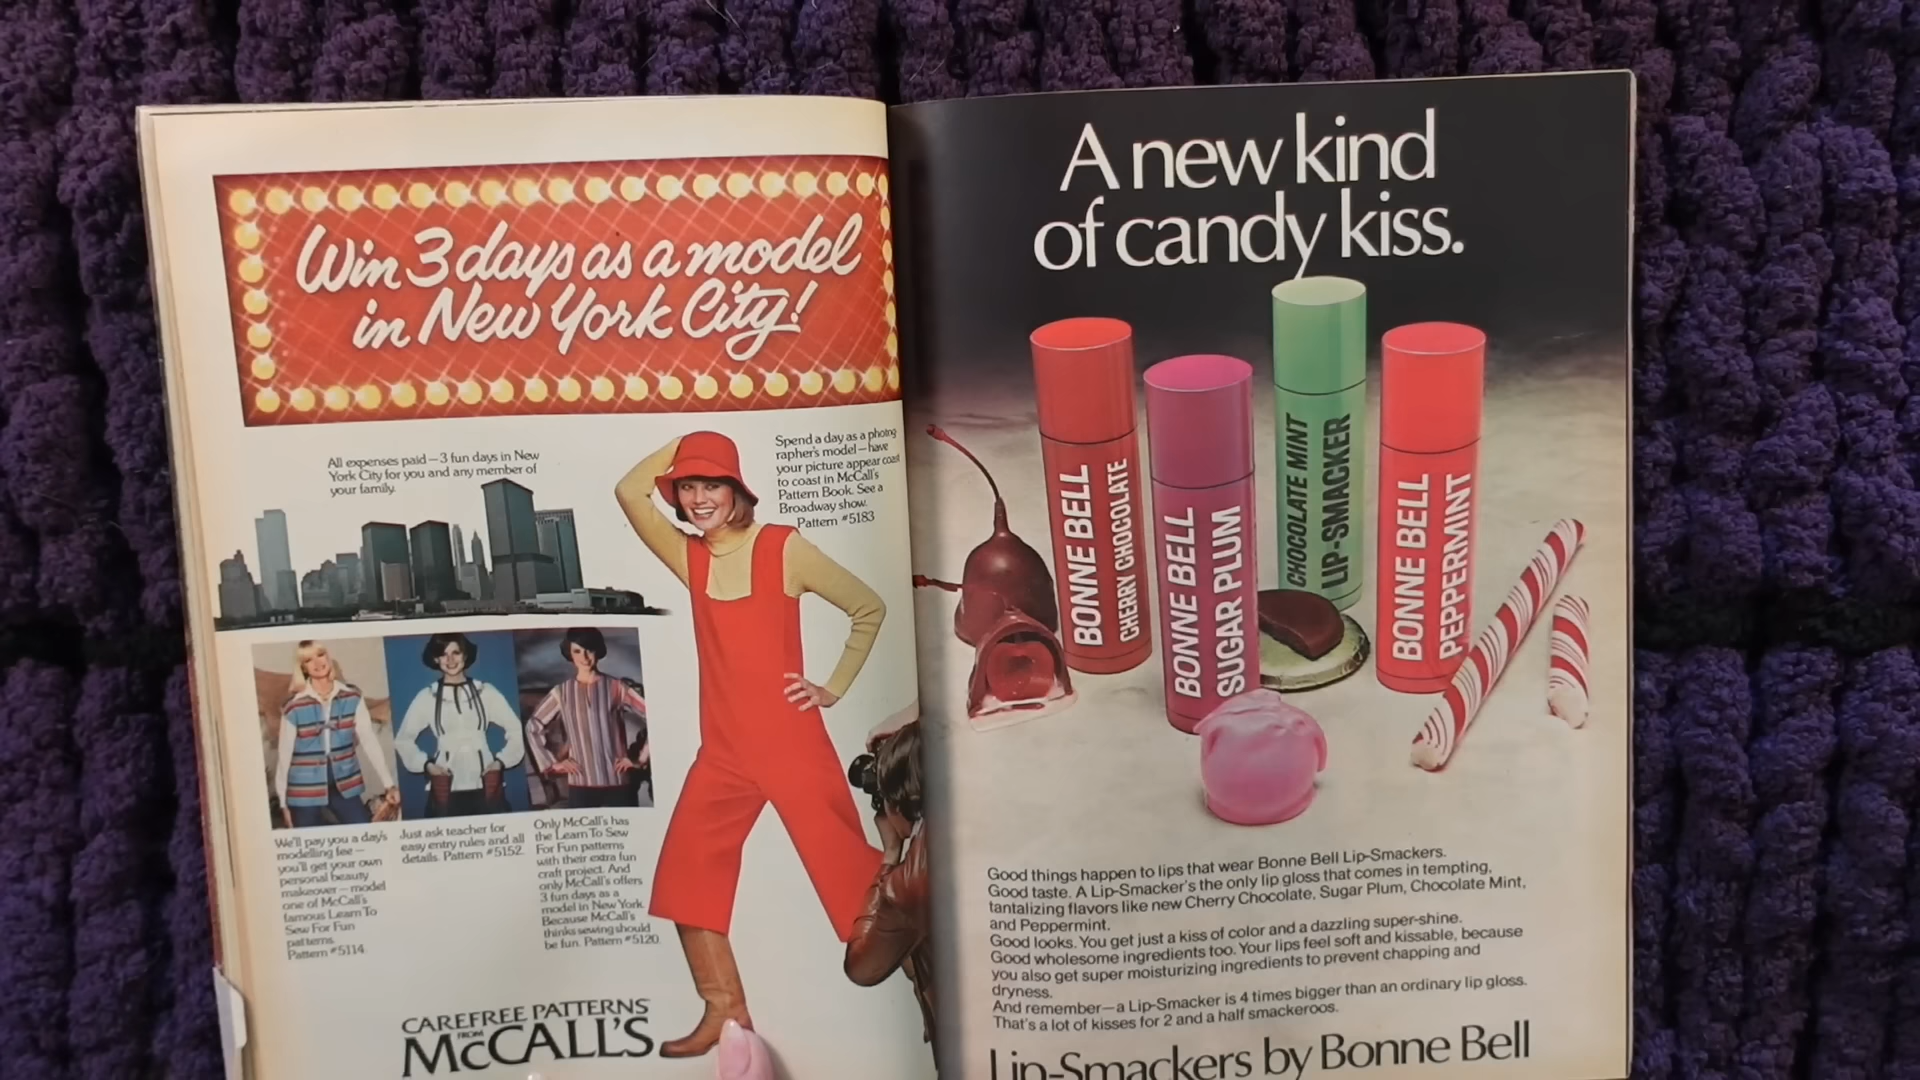 Win 3 days as a model
in New York City!
All expenses paid—3 fun days in New
York City for you and any member of
your family.
Spend a day as a photog
rapher's model—have
your picture appear coast
to coast in McCall's
Pattern Book. See a
Broadway show.
Pattern #5183
We'll pay you a day's
modelling fee—
you'll get your own
personal beauty
makeover—model
one of McCall's
famous Learn To
Sew For Fun
patterns.
Pattern #5114
Just ask teacher for
easy entry rules and all
details. Pattern #5152.
Only McCall's has
the Learn To Sew
For Fun patterns
with their extra fun
craft project. And
only McCall's offers
3 fun days as a
model in New York.
Because McCall's
thinks sewing should
be fun. Pattern #5120.
CAREFREE PATTERNS
FROM
McCALL'S
A new kind
of candy kiss.
BONNE BELL
CHERRY CHOCOLATE
BONNE BELL
SUGAR PLUM
CHOCOLATE MINT
LIP-SMACKER
BONNE BELL
PEPPERMINT
Good things happen to lips that wear Bonne Bell Lip-Smackers.
Good taste. A Lip-Smacker's the only lip gloss that comes in tempting,
tantalizing flavors like new Cherry Chocolate, Sugar Plum, Chocolate Mint,
and Peppermint.
Good looks. You get just a kiss of color and a dazzling super-shine.
Good wholesome ingredients too. Your lips feel soft and kissable, because
you also get super moisturizing ingredients to prevent chapping and
dryness.
And remember—a Lip-Smacker is 4 times bigger than an ordinary lip gloss.
That's a lot of kisses for 2 and a half smackeroos.
Lip-Smackers by Bonne Bell